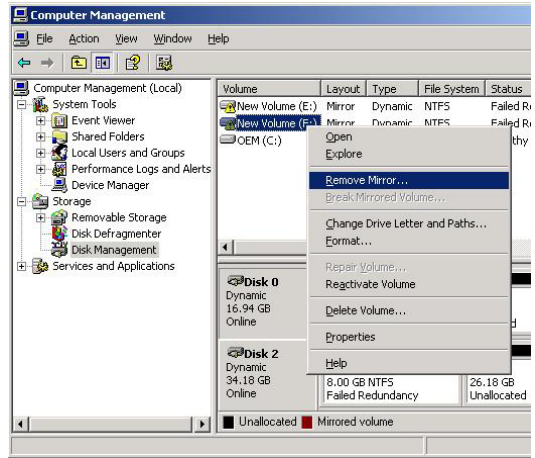 Computer Management
File Action View Window Help
Computer Management (Local)
System Tools
Event Viewer
Shared Folders
Local Users and Groups
Performance Logs and Alerts
Device Manager
Storage
Removable Storage
Disk Defragmenter
Disk Management
Services and Applications
Volume Layout Type File System Status
New Volume (E:) Mirror Dynamic NTFS Failed R
New Volume (F:) Mirror Dynamic NTFS Failed R
OEM (C:) thy
Open
Explore
Remove Mirror...
Break Mirrored Volume...
Change Drive Letter and Paths...
Format...
Repair Volume...
Reactivate Volume
Delete Volume...
Properties
Help
Disk 0
Dynamic
16.94 GB
Online
Disk 2
Dynamic
34.18 GB
Online
8.00 GB NTFS
Failed Redundancy
26.18 GB
Unallocated
Unallocated Mirrored volume